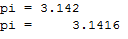 pi = 3.142
pi =     3.1416